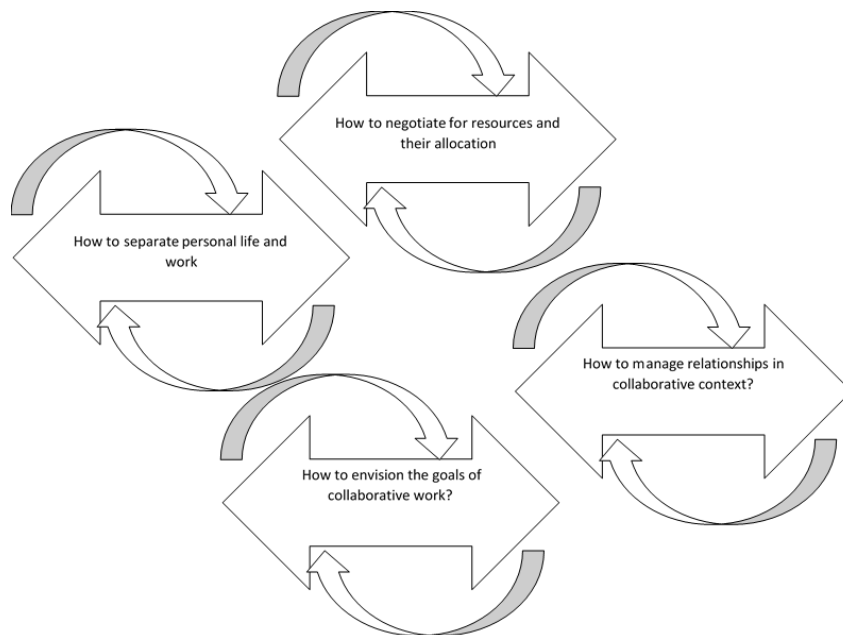 How to negotiate for resources and
their allocation
How to separate personal life and
work
How to manage relationships in
collaborative context?
How to envision the goals of
collaborative work?